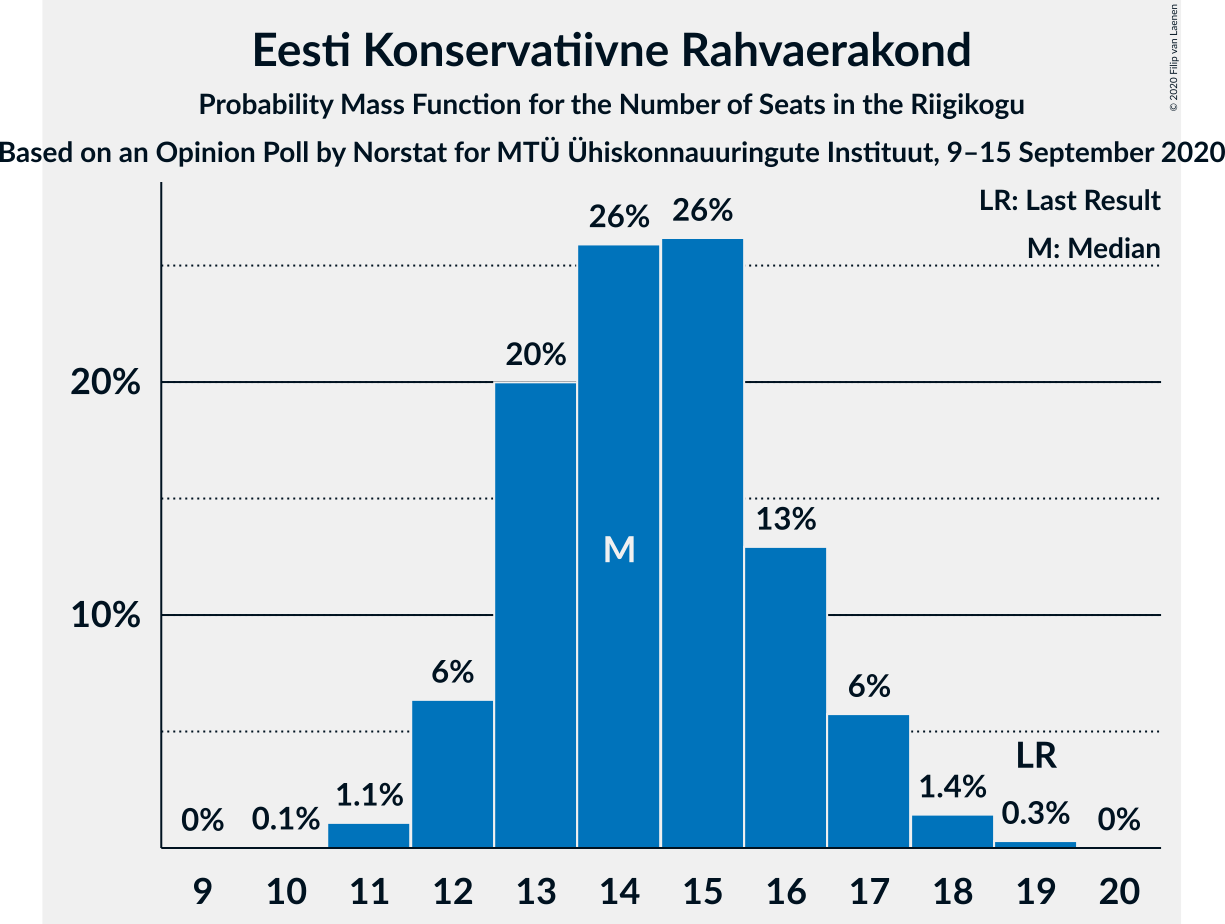 Eesti Konservatiivne Rahvaerakond
Probability Mass Function for the Number of Seats in the Riigikogu
Based on an Opinion Poll by Norstat for MTÜ Ühiskonnauuringute Instituut, 9–15 September 2020
© 2020 Filip van Laenen
LR: Last Result
M: Median
26% 26%
20%
20%
13%
M
10%
6%
6%
LR
1.1%
1.4%
0% 0.1% 0.3% 0%
9 10 11 12 13 14 15 16 17 18 19 20